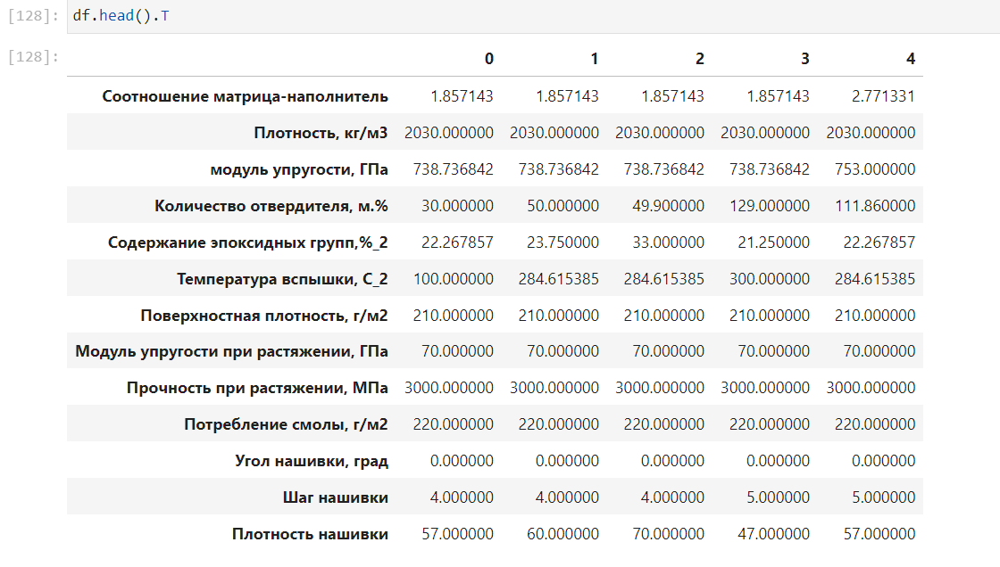 [128]: df.head().T
[128]:
0 1 2 3 4
Соотношение матрица-наполнитель 1.857143 1.857143 1.857143 1.857143 2.771331
Плотность, кг/м3 2030.000000 2030.000000 2030.000000 2030.000000 2030.000000
модуль упругости, ГПа 738.736842 738.736842 738.736842 738.736842 753.000000
Количество отвердителя, м.% 30.000000 50.000000 49.900000 129.000000 111.860000
Содержание эпоксидных групп,%_2 22.267857 23.750000 33.000000 21.250000 22.267857
Температура вспышки, С_2 100.000000 284.615385 284.615385 300.000000 284.615385
Поверхностная плотность, г/м2 210.000000 210.000000 210.000000 210.000000 210.000000
Модуль упругости при растяжении, ГПа 70.000000 70.000000 70.000000 70.000000 70.000000
Прочность при растяжении, МПа 3000.000000 3000.000000 3000.000000 3000.000000 3000.000000
Потребление смолы, г/м2 220.000000 220.000000 220.000000 220.000000 220.000000
Угол нашивки, град 0.000000 0.000000 0.000000 0.000000 0.000000
Шаг нашивки 4.000000 4.000000 4.000000 5.000000 5.000000
Плотность нашивки 57.000000 60.000000 70.000000 47.000000 57.000000